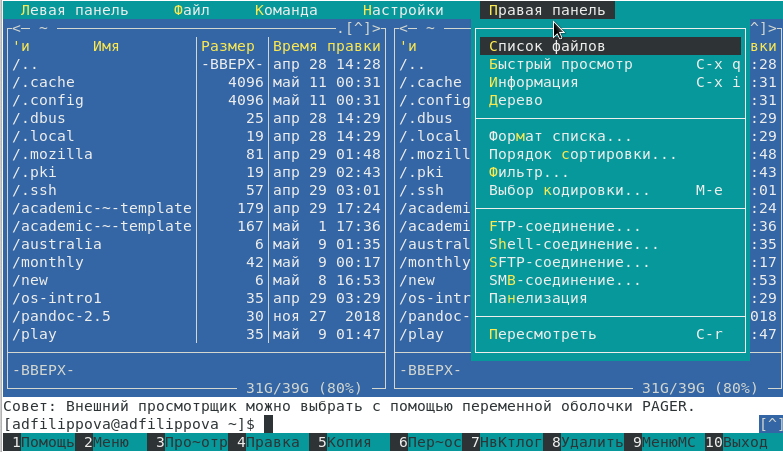 Левая панель Файл Команда Настройки Правая панель
<─ ~ .[^]> <─ ~ ^]>
'и Имя Размер Время правки 'и Список файлов вки
/.. -ВВЕРХ- апр 28 14:28 /.. Быстрый просмотр C-x q :28
/.cache 4096 май 11 00:31 /.cache Информация C-x i :31
/.config 4096 май 11 00:31 /.config Дерево :31
/.dbus 25 апр 28 14:29 /.dbus :29
/.local 19 апр 28 14:29 /.local Формат списка... :29
/.mozilla 81 апр 29 01:48 /.mozill Порядок сортировки... :48
/.pki 19 апр 29 02:43 /.pki Фильтр... :43
/.ssh 57 апр 29 03:01 /.ssh Выбор кодировки... M-e :01
/academic-~-template 179 апр 29 17:24 /academi :24
/academic-~-template 167 май 1 17:36 /academi FTP-соединение... :36
/australia 6 май 9 01:35 /austral Shell-соединение... :35
/monthly 42 май 9 00:17 /monthly SFTP-соединение... :17
/new 6 май 8 16:53 /new SMB-соединение... :53
/os-intro1 35 апр 29 03:29 /os-intr Панелизация :29
/pandoc-2.5 30 ноя 27 2018 /pandoc- 018
/play 35 май 9 01:47 /play Пересмотреть C-r :47
-ВВЕРХ- -ВВЕРХ-
31G/39G (80%) 31G/39G (80%)
Совет: Внешний просмотрщик можно выбрать с помощью переменной оболочки PAGER.
[adfilippova@adfilippova ~]$ [^]
1Помощь 2Меню 3Про~отр 4Правка 5Копия 6Пер~ос 7НвКтлог 8Удалить 9МенюМС 10Выход